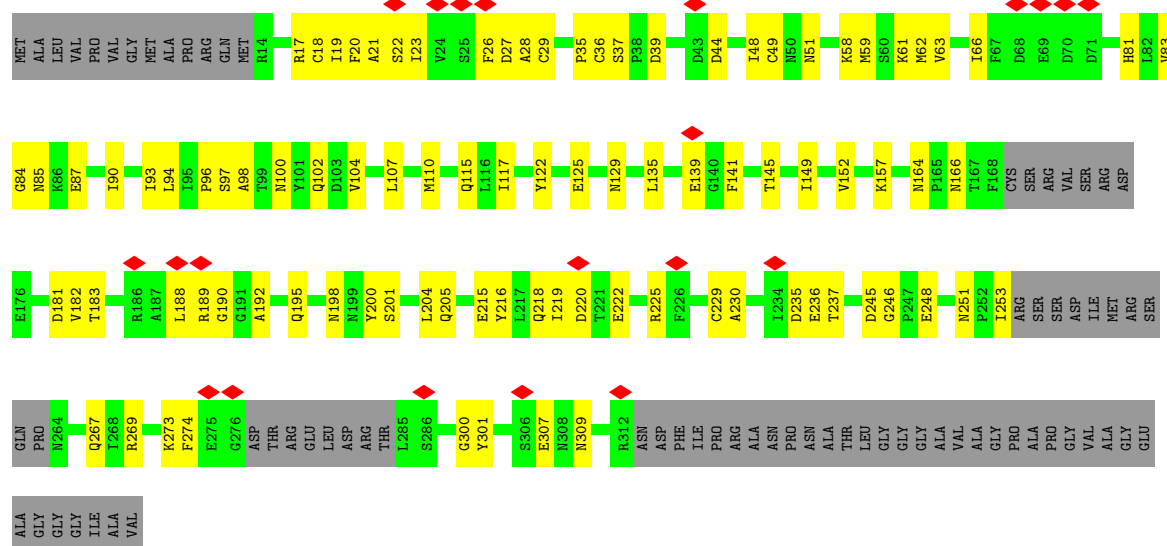 MET ALA LEU VAL PRO VAL GLY MET ALA PRO ARG GLN MET R14 R17 C18 I19 F20 A21 S22 I23 V24 S25 F26 D27 A28 C29 P35 C36 S37 P38 D39 D43 D44 I48 C49 N50 N51 K58 M59 S60 K61 M62 V63 I66 F67 D68 E69 D70 D71 H81 L82 V83
G84 N85 K86 E87 I90 I93 L94 I95 P96 S97 A98 T99 N100 Y101 Q102 D103 V104 L107 M110 Q115 L116 I117 Y122 E125 N129 L135 E139 G140 F141 T145 I149 V152 K157 N164 P165 N166 T167 F168 CYS SER ARG VAL SER ARG ASP
E176 D181 V182 T183 R186 A187 L188 R189 G190 G191 A192 Q195 N198 N199 Y200 S201 L204 Q205 E215 Y216 L217 Q218 I219 D220 T221 E222 R225 F226 C229 A230 I234 D235 E236 T237 D245 G246 P247 E248 N251 P252 I253 ARG SER SER ASP ILE MET ARG SER
GLN PRO N264 Q267 I268 R269 K273 F274 E275 G276 ASP THR ARG GLU LEU ASP ARG THR L285 S286 G300 Y301 S306 E307 N308 N309 R312 ASN ASP PHE ILE PRO ARG ALA ASN PRO ASN ALA THR LEU GLY GLY GLY ALA VAL ALA GLY PRO ALA PRO GLY VAL ALA GLY GLU
ALA GLY GLY GLY ILE ALA VAL